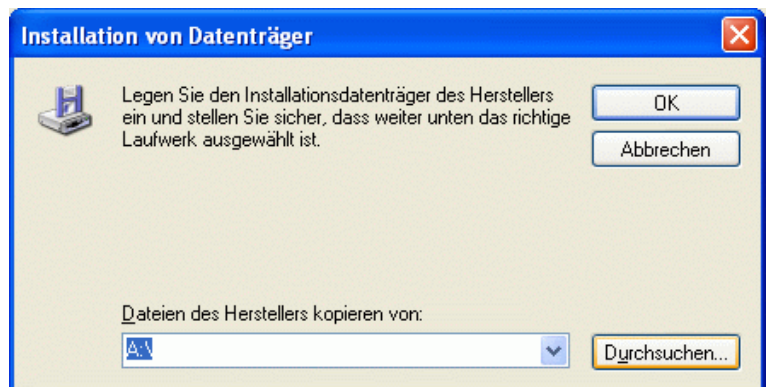 Installation von Datenträger
Legen Sie den Installationsdatenträger des Herstellers
ein und stellen Sie sicher, dass weiter unten das richtige
Laufwerk ausgewählt ist.
OK
Abbrechen
Dateien des Herstellers kopieren von:
A:\
Durchsuchen...